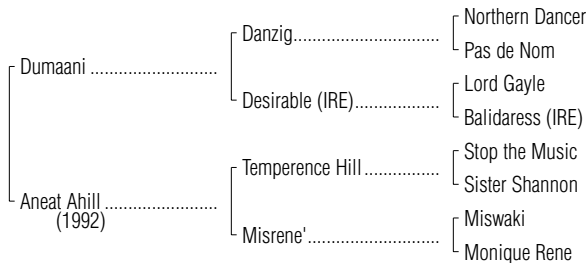 Northern Dancer
Danzig
Pas de Nom
Dumaani
Lord Gayle
Desirable (IRE)
Balidaress (IRE)
Stop the Music
Temperence Hill
Sister Shannon
Aneat Ahill
(1992)
Miswaki
Misrene'
Monique Rene